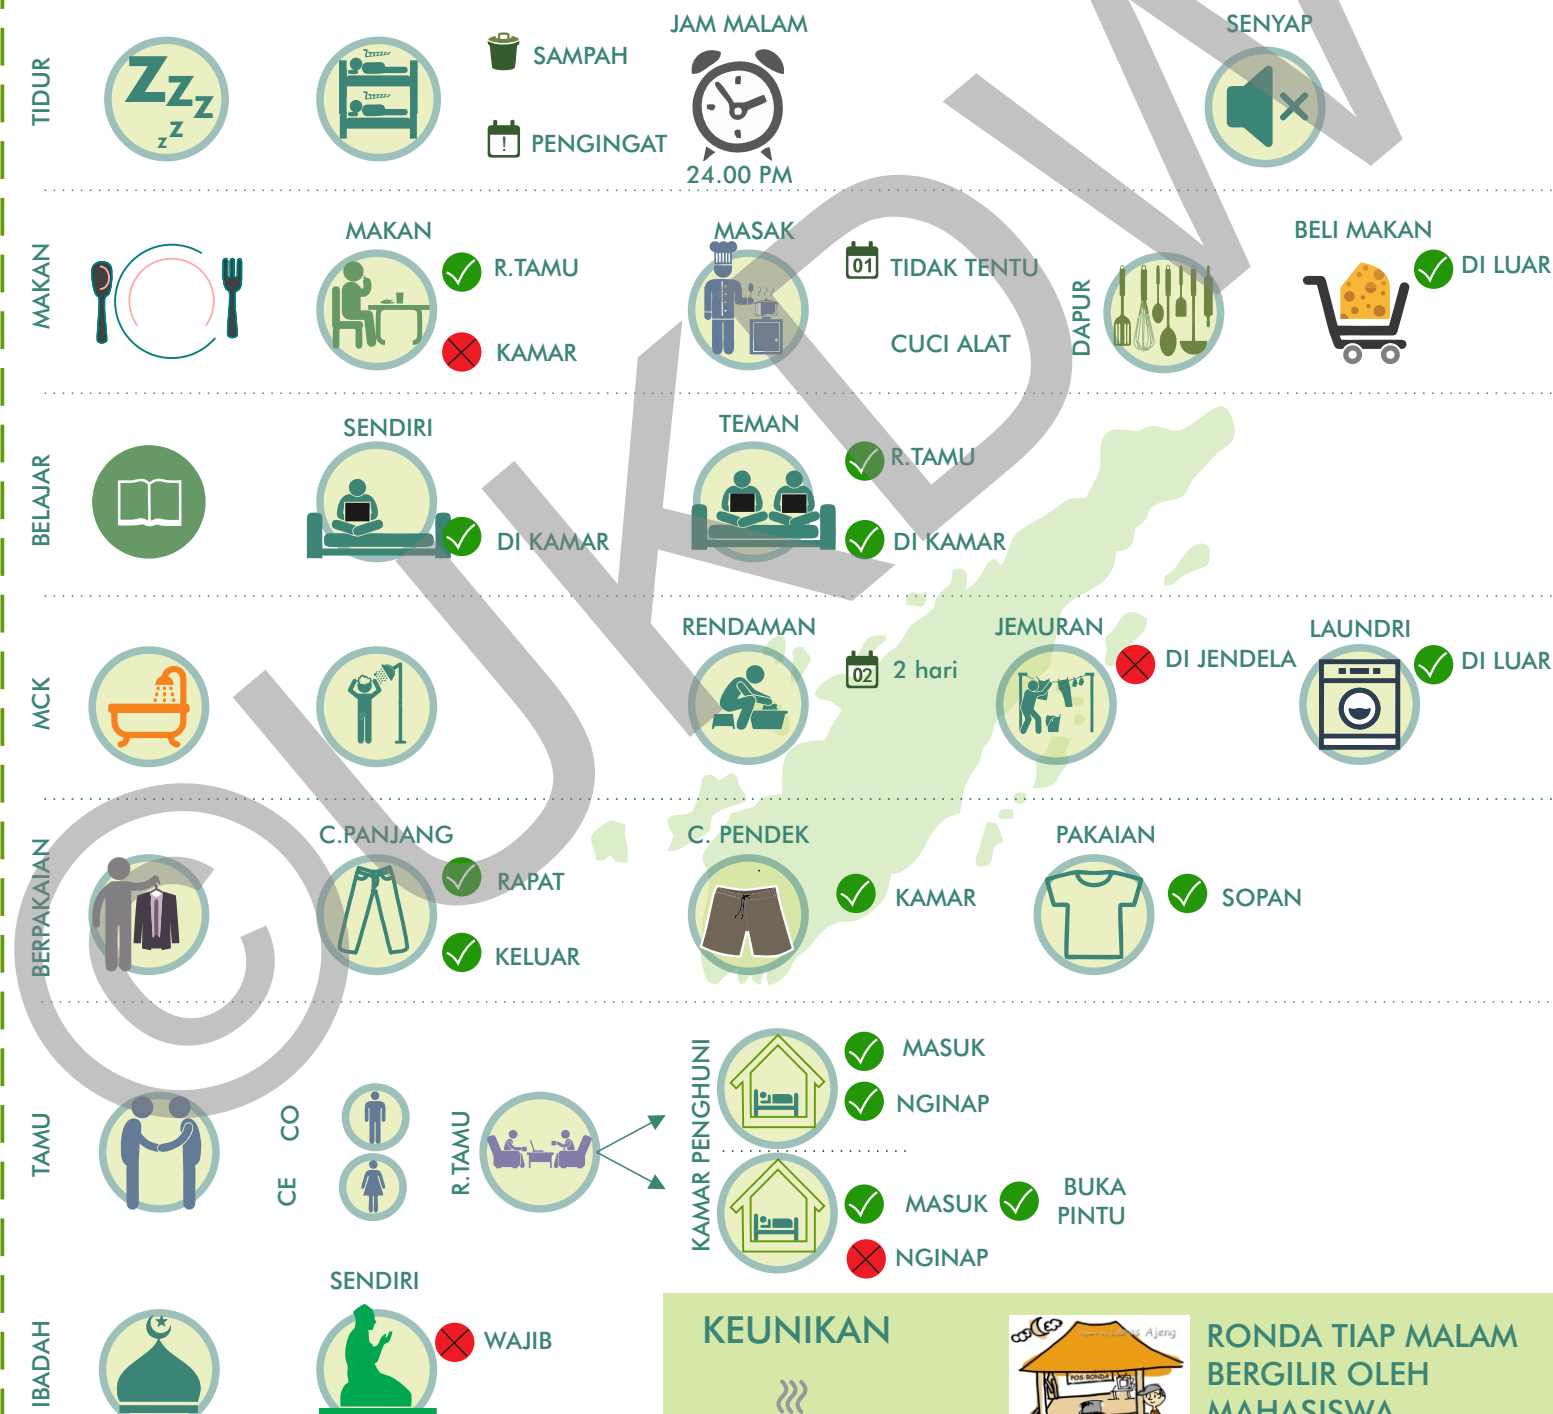 TIDUR
SAMPAH
PENGINGAT
JAM MALAM
24.00 PM
SENYAP
MAKAN
MAKAN
R.TAMU
KAMAR
MASAK
01
TIDAK TENTU
CUCI ALAT
DAPUR
BELI MAKAN
DI LUAR
BELAJAR
SENDIRI
DI KAMAR
TEMAN
R.TAMU
DI KAMAR
MCK
RENDAMAN
02
2 hari
JEMURAN
DI JENDELA
LAUNDRI
DI LUAR
BERPAKAIAN
C.PANJANG
RAPAT
KELUAR
C. PENDEK
KAMAR
PAKAIAN
SOPAN
TAMU
CO
CE
R.TAMU
KAMAR PENGHUNI
MASUK
NGINAP
MASUK
BUKA
PINTU
NGINAP
IBADAH
SENDIRI
WAJIB
KEUNIKAN
Ajeng
POS RONDA
RONDA TIAP MALAM
BERGILIR OLEH
MAHASISWA
ZZZZZ
© UKDW